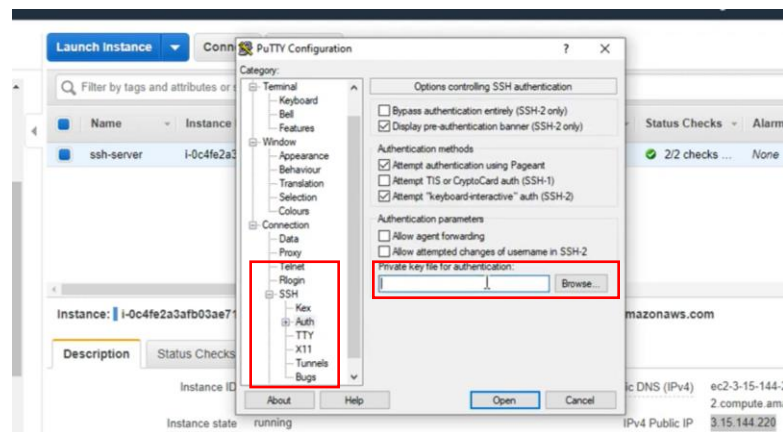 Launch Instance
Conn
PuTTY Configuration
? ×
Category:
Terminal
Keyboard
Bell
Features
Window
Appearance
Behaviour
Translation
Selection
Colours
Connection
Data
Proxy
Telnet
Rlogin
SSH
Kex
Auth
TTY
X11
Tunnels
Bugs
Options controlling SSH authentication
Bypass authentication entirely (SSH-2 only)
Display pre-authentication banner (SSH-2 only)
Authentication methods
Attempt authentication using Pageant
Attempt TIS or CryptoCard auth (SSH-1)
Attempt "keyboard-interactive" auth (SSH-2)
Authentication parameters
Allow agent forwarding
Allow attempted changes of username in SSH-2
Private key file for authentication:
Browse...
About Help Open Cancel
Filter by tags and attributes or
Name Instance Status Checks Alarm
ssh-server i-0c4fe2a3 2/2 checks ... None
Instance: i-0c4fe2a3afb03ae71 mazonaws.com
Description Status Checks
Instance ID ic DNS (IPv4) ec2-3-15-144-2
2.compute.ama
Instance state running IPv4 Public IP 3.15.144.220